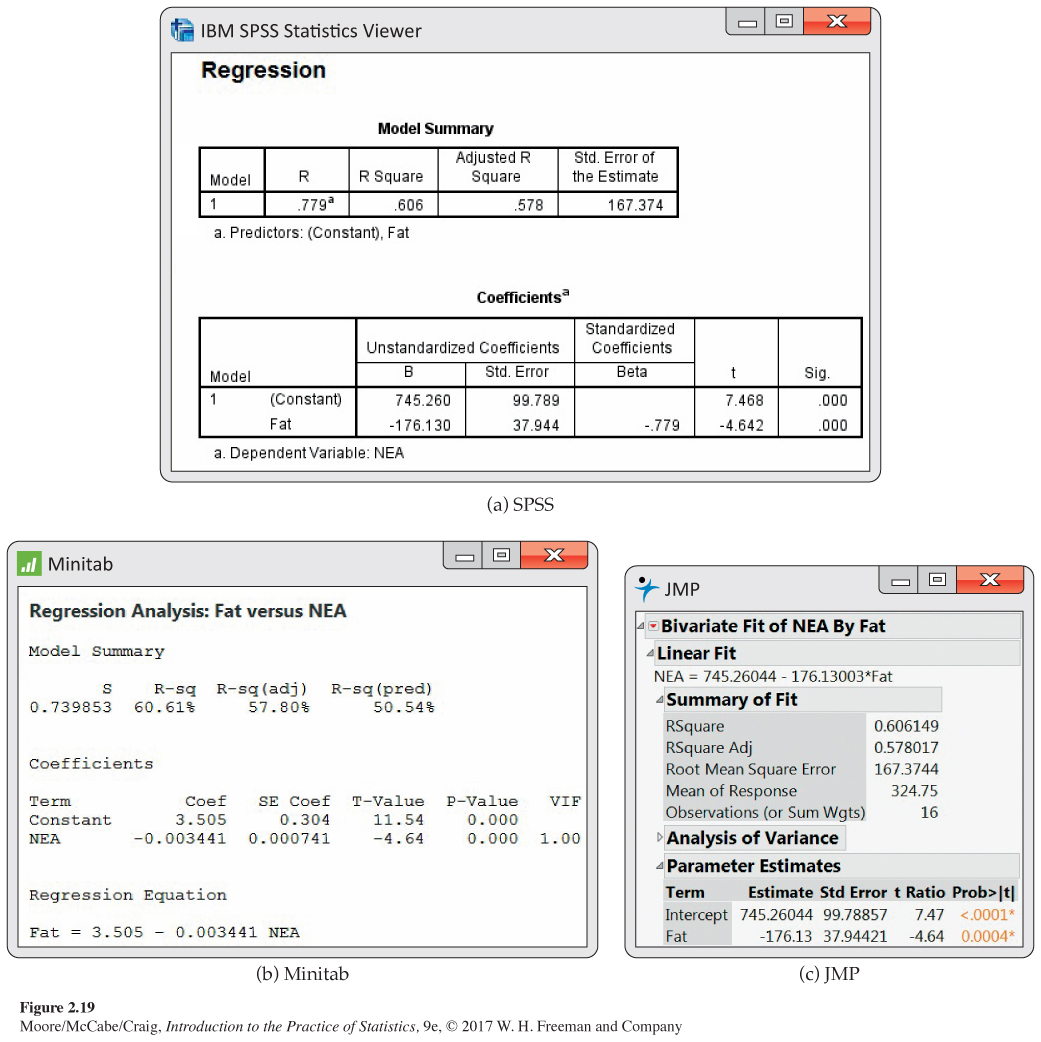 IBM SPSS Statistics Viewer
Regression
Model Summary
Model R R Square Adjusted R Square Std. Error of the Estimate
1 .779a .606 .578 167.374
a. Predictors: (Constant), Fat
Coefficientsa
Unstandardized Coefficients Standardized Coefficients
Model B Std. Error Beta t Sig.
1 (Constant) 745.260 99.789 7.468 .000
Fat -176.130 37.944 -.779 -4.642 .000
a. Dependent Variable: NEA
(a) SPSS
Minitab
Regression Analysis: Fat versus NEA
Model Summary
S R-sq R-sq(adj) R-sq(pred)
0.739853 60.61% 57.80% 50.54%
Coefficients
Term Coef SE Coef T-Value P-Value VIF
Constant 3.505 0.304 11.54 0.000
NEA -0.003441 0.000741 -4.64 0.000 1.00
Regression Equation
Fat = 3.505 - 0.003441 NEA
(b) Minitab
JMP
Bivariate Fit of NEA By Fat
Linear Fit
NEA = 745.26044 - 176.13003*Fat
Summary of Fit
RSquare 0.606149
RSquare Adj 0.578017
Root Mean Square Error 167.3744
Mean of Response 324.75
Observations (or Sum Wgts) 16
Analysis of Variance
Parameter Estimates
Term Estimate Std Error t Ratio Prob>|t|
Intercept 745.26044 99.78857 7.47 <.0001*
Fat -176.13 37.94421 -4.64 0.0004*
(c) JMP
Figure 2.19
Moore/McCabe/Craig, Introduction to the Practice of Statistics, 9e, © 2017 W. H. Freeman and Company